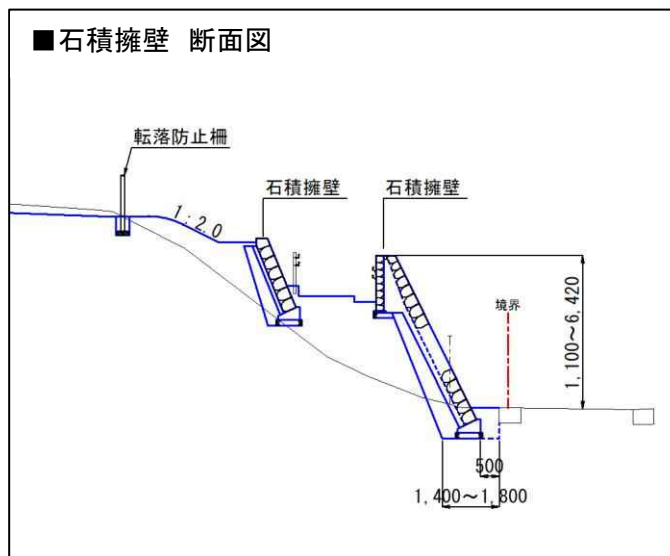 ■石積擁壁 断面図
転落防止柵
石積擁壁
石積擁壁
1:2.0
境界
1,100～6,420
500
1,400～1,800